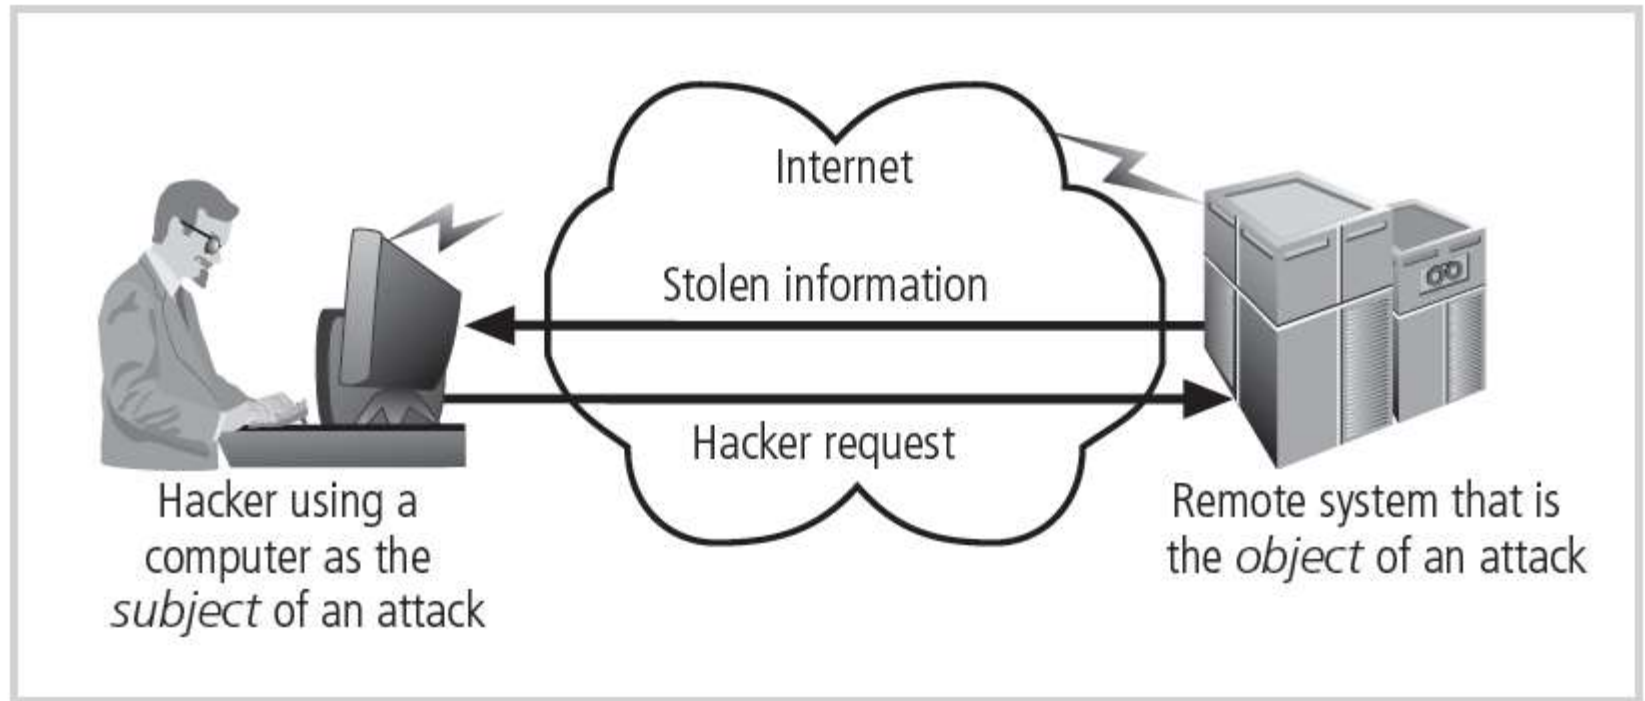 Internet
Stolen information
Hacker request
Hacker using a
computer as the
subject of an attack
Remote system that is
the object of an attack